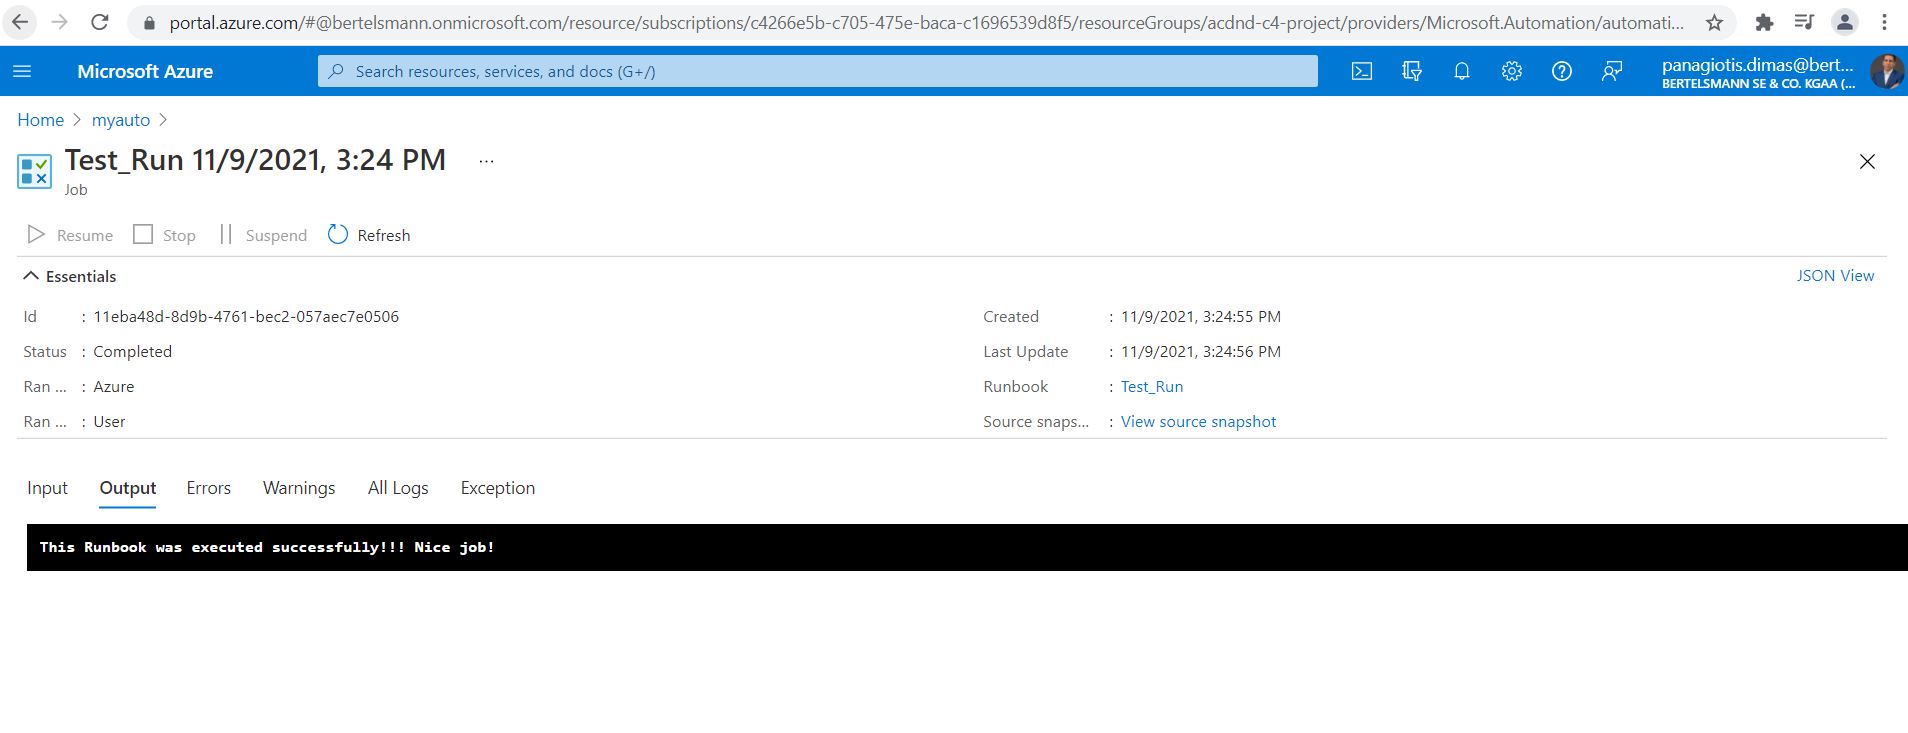 portal.azure.com/#@bertelsmann.onmicrosoft.com/resource/subscriptions/c4266e5b-c705-475e-baca-c1696539d8f5/resourceGroups/acdnd-c4-project/providers/Microsoft.Automation/automati...
Microsoft Azure
Search resources, services, and docs (G+/)
panagiotis.dimas@bert...
BERTELSMANN SE & CO. KGAA (...
Home > myauto >
Test_Run 11/9/2021, 3:24 PM ...
Job
Resume Stop Suspend Refresh
Essentials JSON View
Id : 11eba48d-8d9b-4761-bec2-057aec7e0506 Created : 11/9/2021, 3:24:55 PM
Status : Completed Last Update : 11/9/2021, 3:24:56 PM
Ran ... : Azure Runbook : Test_Run
Ran ... : User Source snaps... : View source snapshot
Input Output Errors Warnings All Logs Exception
This Runbook was executed successfully!!! Nice job!